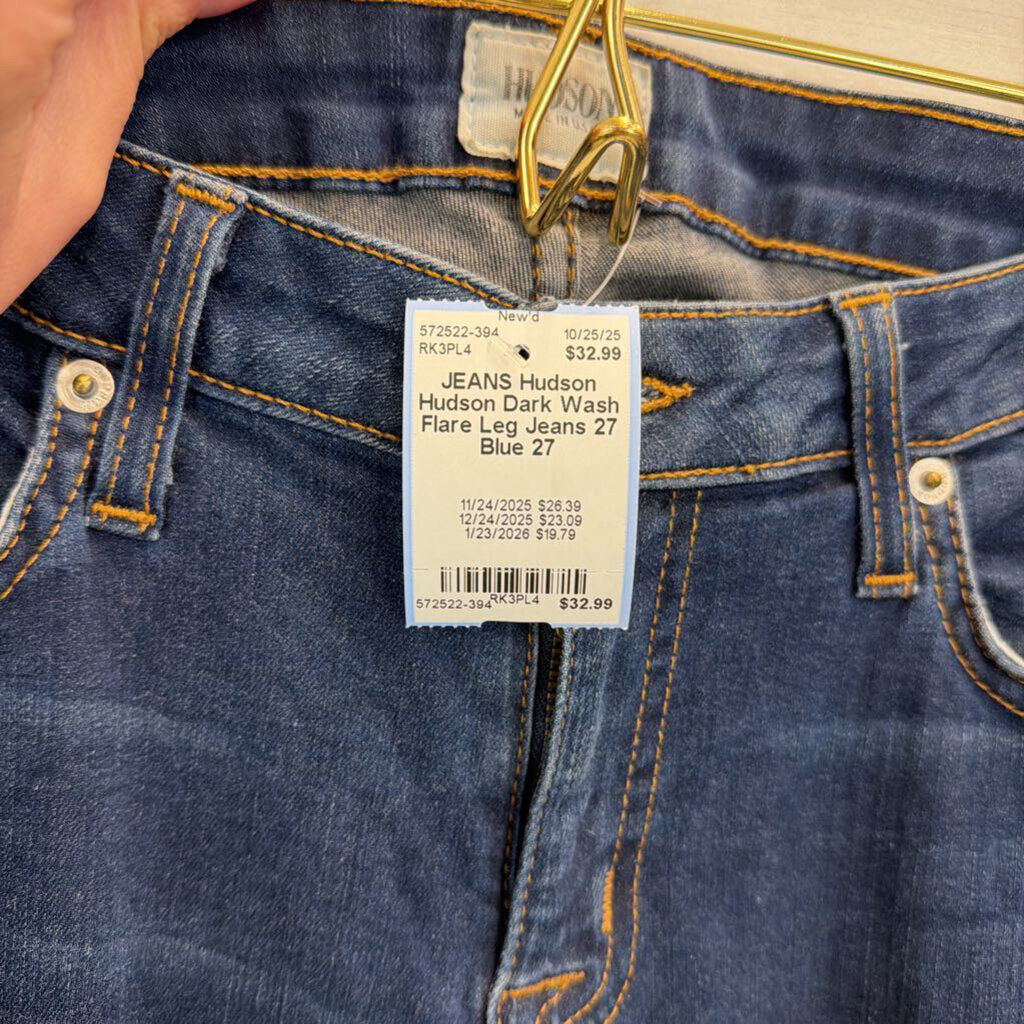 HUDSON
New'd
572522-394 10/25/25
RK3PL4 $32.99
JEANS Hudson
Hudson Dark Wash
Flare Leg Jeans 27
Blue 27
11/24/2025 $26.39
12/24/2025 $23.09
1/23/2026 $19.79
572522-394 RK3PL4 $32.99